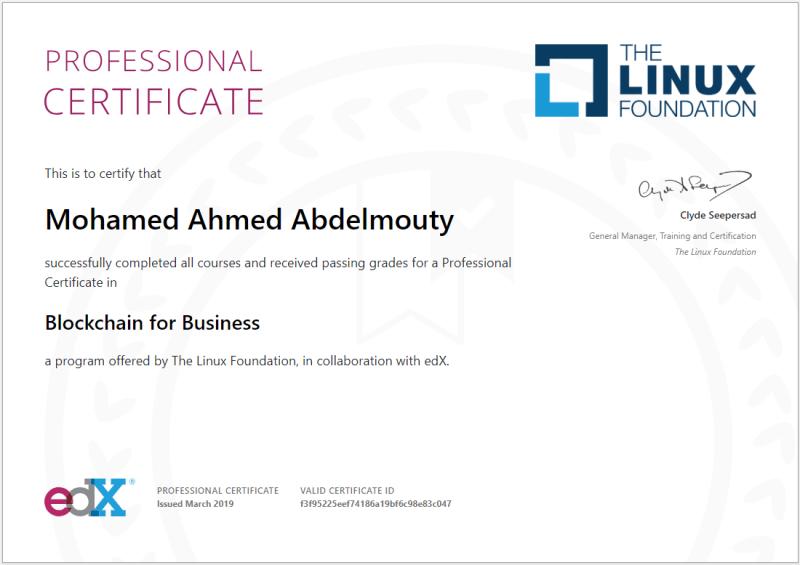 PROFESSIONAL
CERTIFICATE
THE
LINUX
FOUNDATION
This is to certify that
Mohamed Ahmed Abdelmouty
successfully completed all courses and received passing grades for a Professional
Certificate in
Blockchain for Business
a program offered by The Linux Foundation, in collaboration with edX.
Clyde Seepersad
General Manager, Training and Certification
The Linux Foundation
edX®
PROFESSIONAL CERTIFICATE
Issued March 2019
VALID CERTIFICATE ID
f3f95225eef74186a19bf6c98e83c047